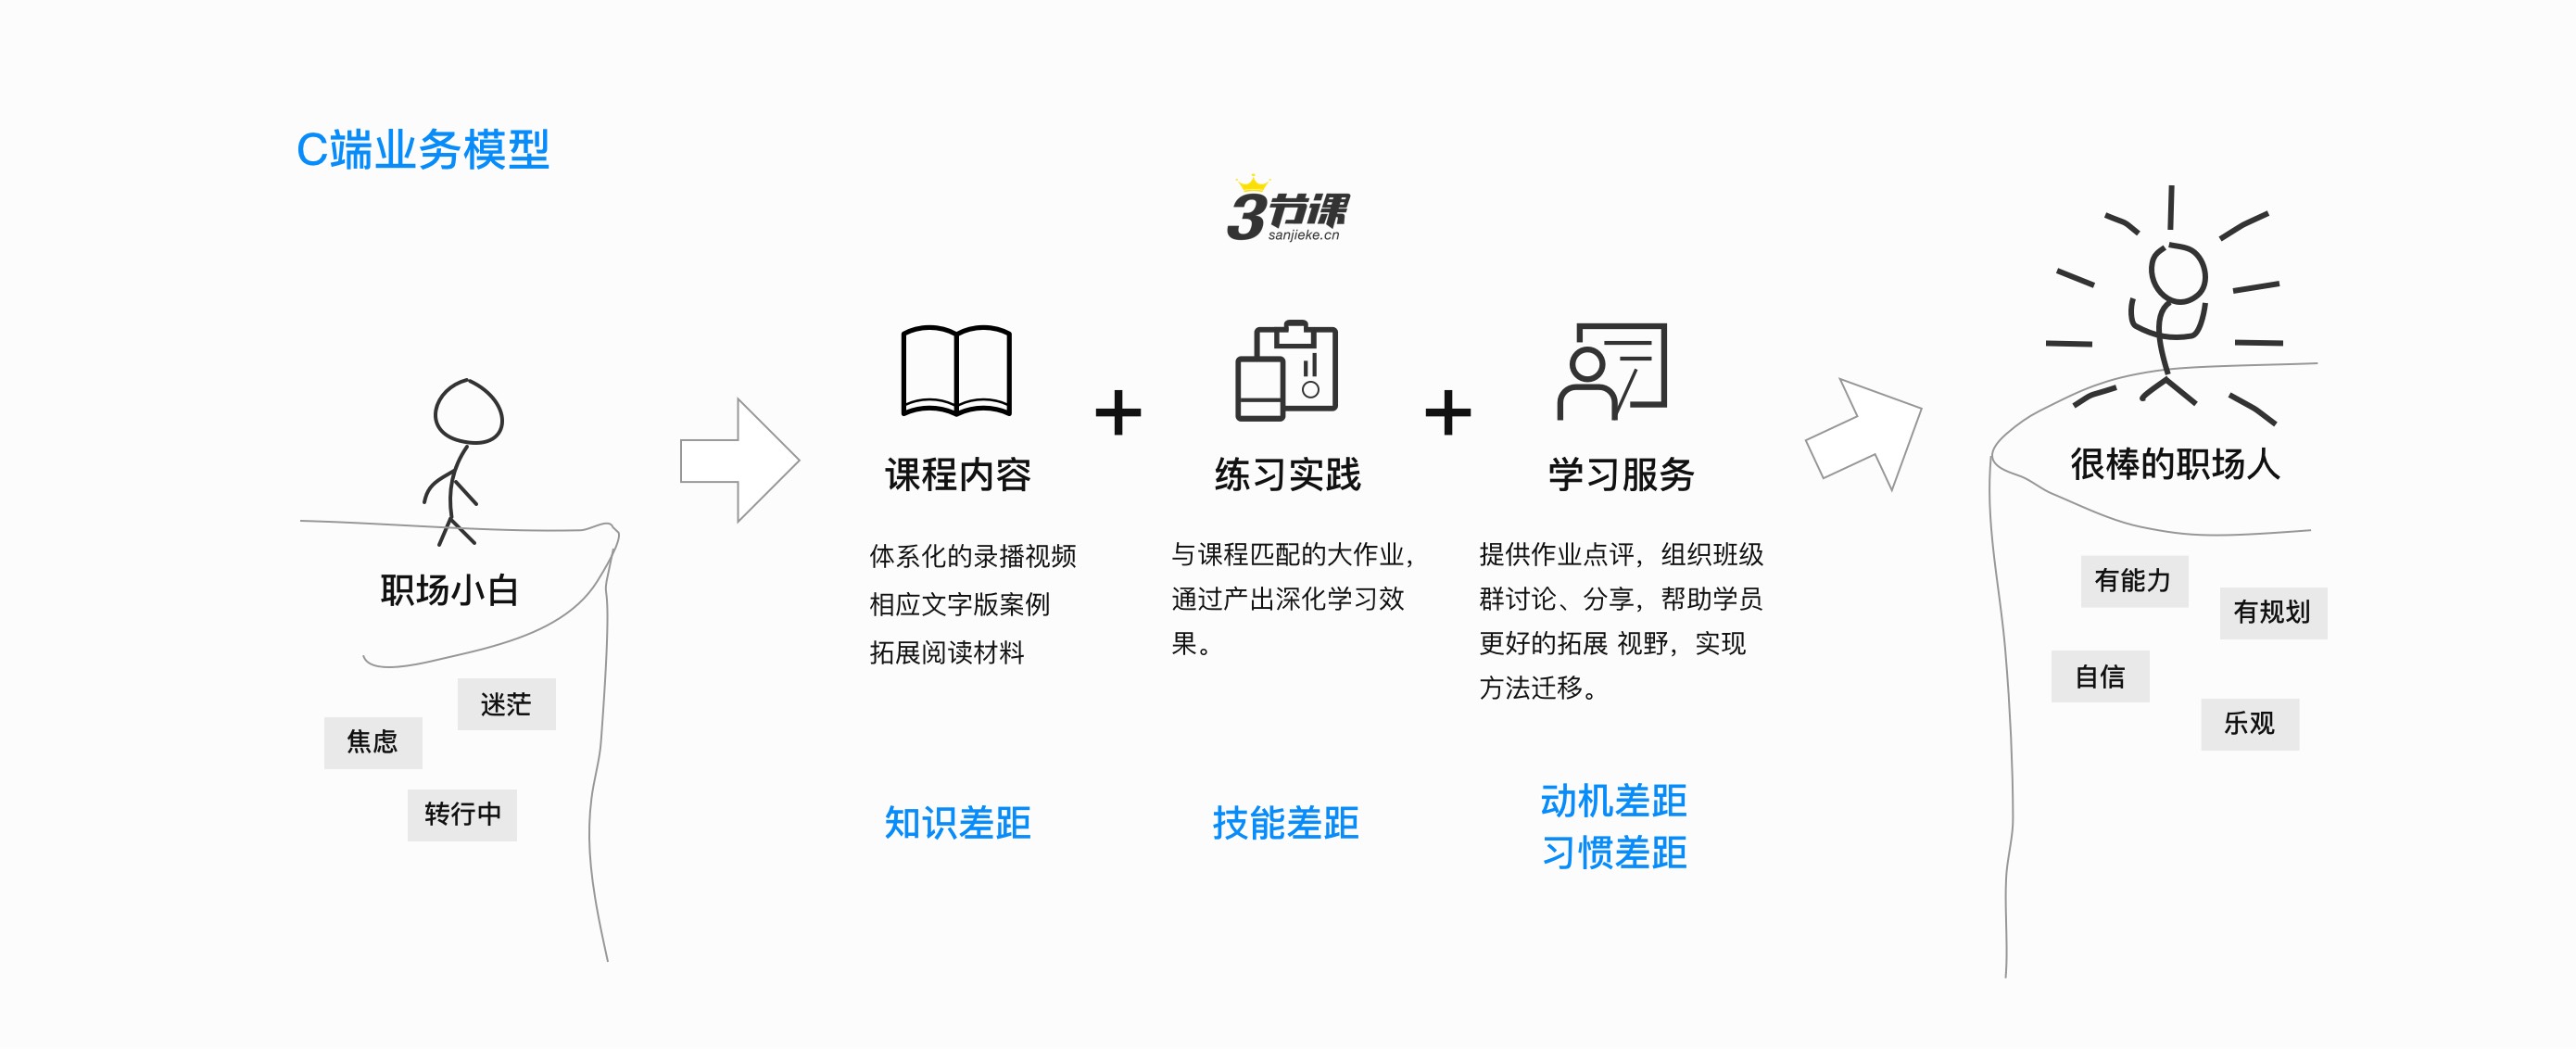 C端业务模型
3节课
sanjieke.cn
职场小白
迷茫
焦虑
转行中
课程内容
体系化的录播视频
相应文字版案例
拓展阅读材料
知识差距
+
练习实践
与课程匹配的大作业，
通过产出深化学习效
果。
技能差距
+
学习服务
提供作业点评，组织班级
群讨论、分享，帮助学员
更好的拓展 视野，实现
方法迁移。
动机差距
习惯差距
很棒的职场人
有能力
有规划
自信
乐观